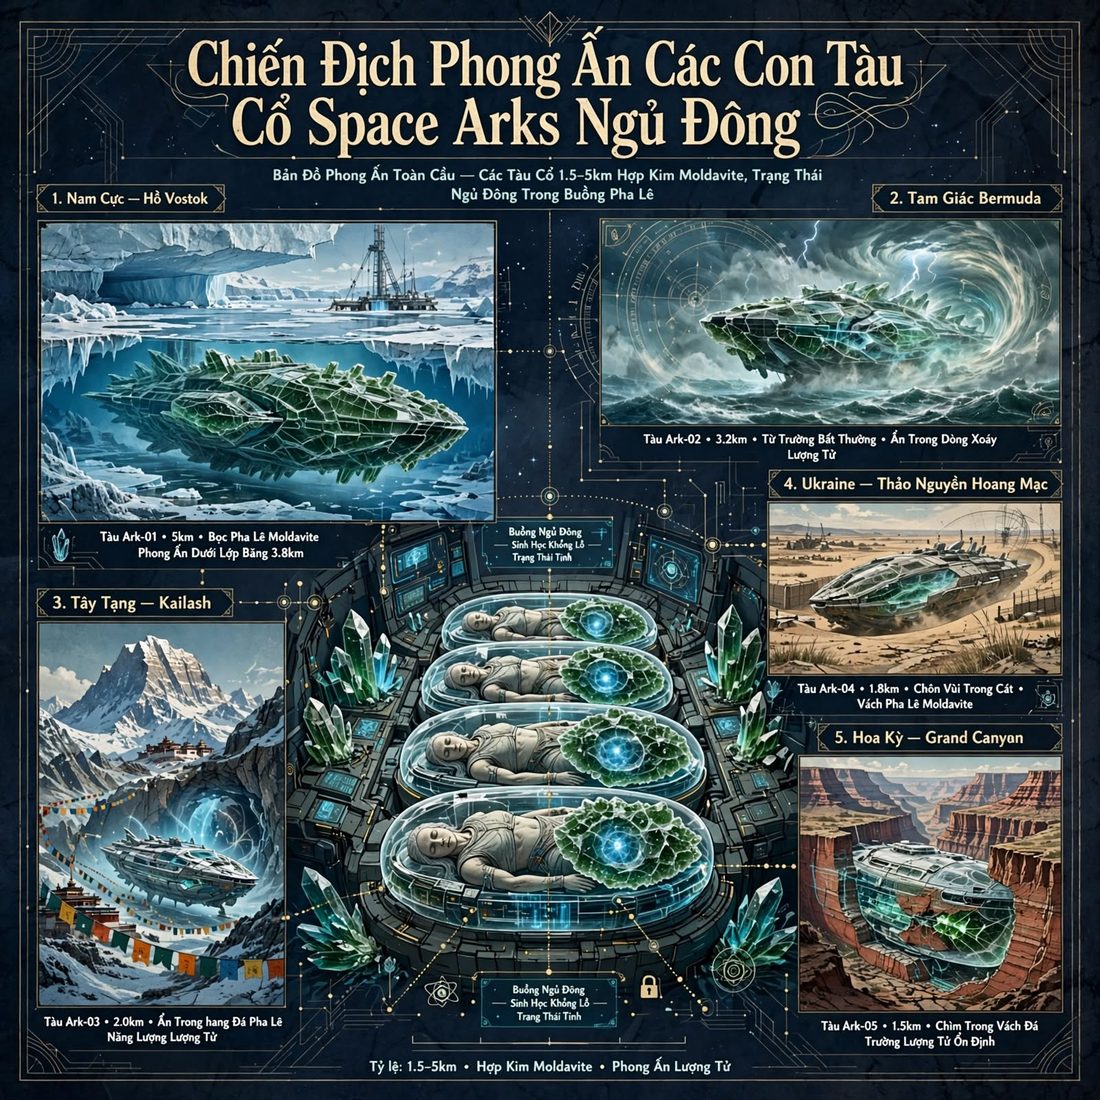 Chiến Địch Phong Ấn Các Con Tàu
Cổ Space Arks Ngủ Đông
Bản Đồ Phong Ấn Toàn Cầu — Các Tàu Cổ 1.5–5km Hợp Kim Moldavite, Trạng Thái
Ngủ Đông Trong Buồng Pha Lê
1. Nam Cực — Hồ Vostok
2. Tam Giác Bermuda
Tàu Ark-02 • 3.2km • Từ Trường Bất Thường • Ẩn Trong Dòng Xoáy
Lượng Tử
4. Ukraine — Thảo Nguyền Hoang Mạc
Tàu Ark-01 • 5km • Bọc Pha Lê Moldavite
Phong Ấn Dưới Lớp Băng 3.8km
Buồng Ngủ Đông
Sinh Học Khổng Lồ
Trạng Thái Tịnh
3. Tây Tạng — Kailash
Tàu Ark-04 • 1.8km • Chôn Vùi Trong Cát •
Vách Pha Lê Moldavite
5. Hoa Kỳ — Grand Canyon
Buồng Ngủ Đông
Sinh Học Khổng Lồ
Trạng Thái Tinh
Tàu Ark-03 • 2.0km • Ẩn Trong hang Đá Pha Lê
Năng Lượng Lượng Tử
Tàu Ark-05 • 1.5km • Chìm Trong Vách Đá
Trường Lượng Tử Ổn Định
Tỷ lệ: 1.5–5km • Hợp Kim Moldavite • Phong Ấn Lượng Tử